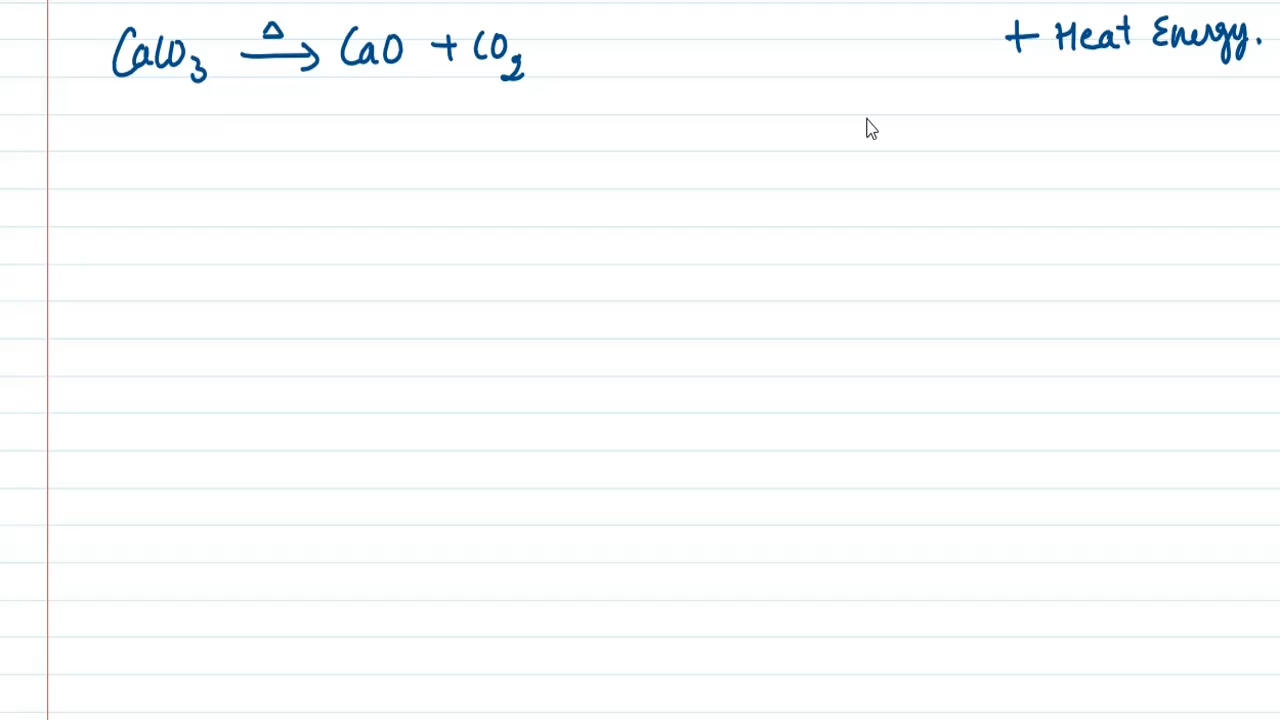 CaCO₃ —Δ→ CaO + CO₂ + Heat Energy.